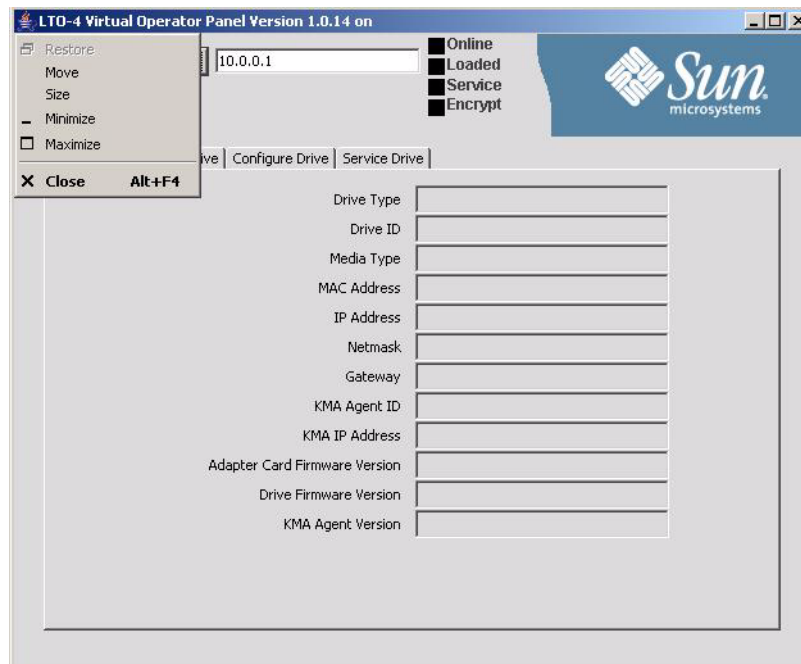 LTO-4 Virtual Operator Panel Version 1.0.14 on
Restore
Move
Size
Minimize
Maximize
Close Alt+F4
10.0.0.1
Online
Loaded
Service
Encrypt
Sun
microsystems
Configure Drive
Service Drive
Drive Type
Drive ID
Media Type
MAC Address
IP Address
Netmask
Gateway
KMA Agent ID
KMA IP Address
Adapter Card Firmware Version
Drive Firmware Version
KMA Agent Version